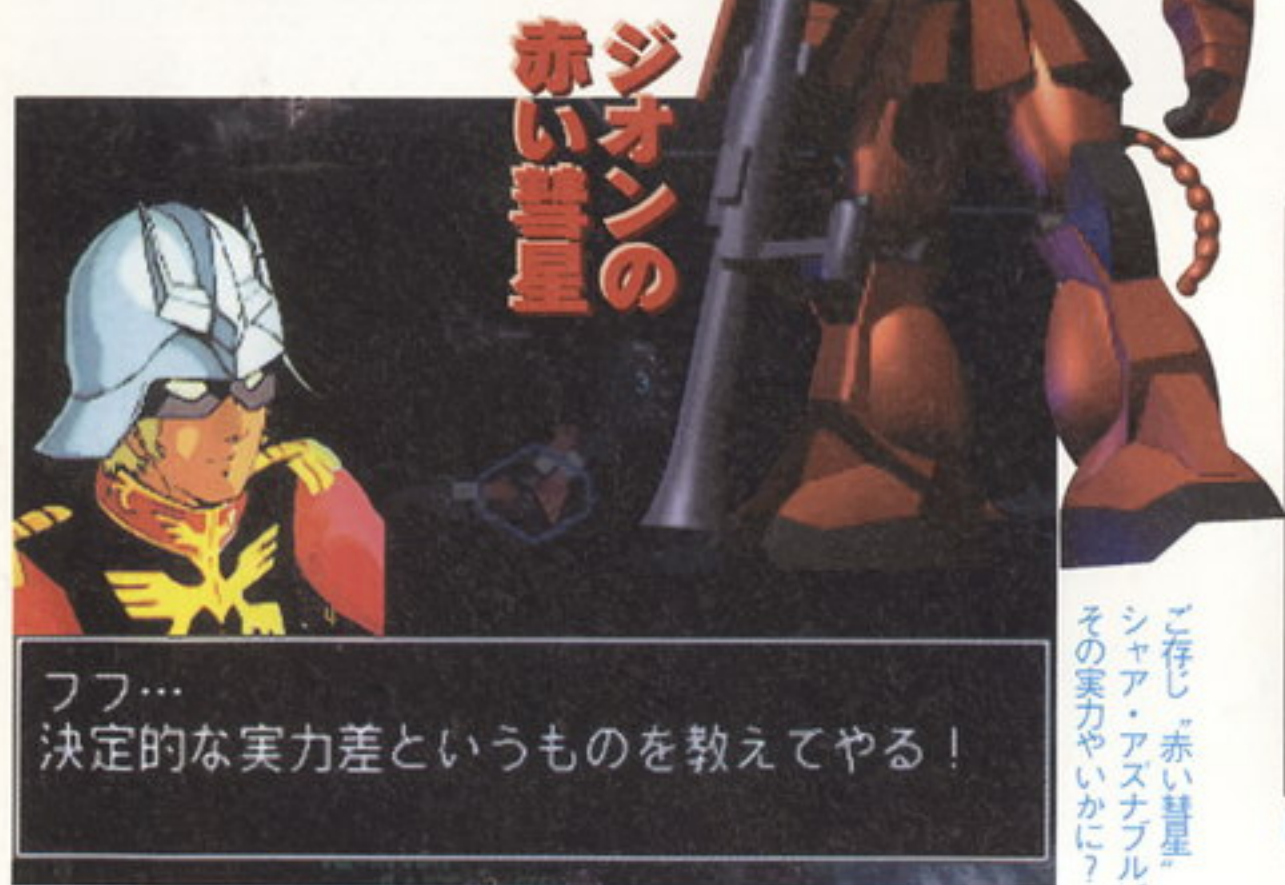 ジオンの
赤い彗星
フフ…
決定的な実力差というものを教えてやる！
ご存じ“赤い彗星”
シャア・アズナブル
その実力やいかに？